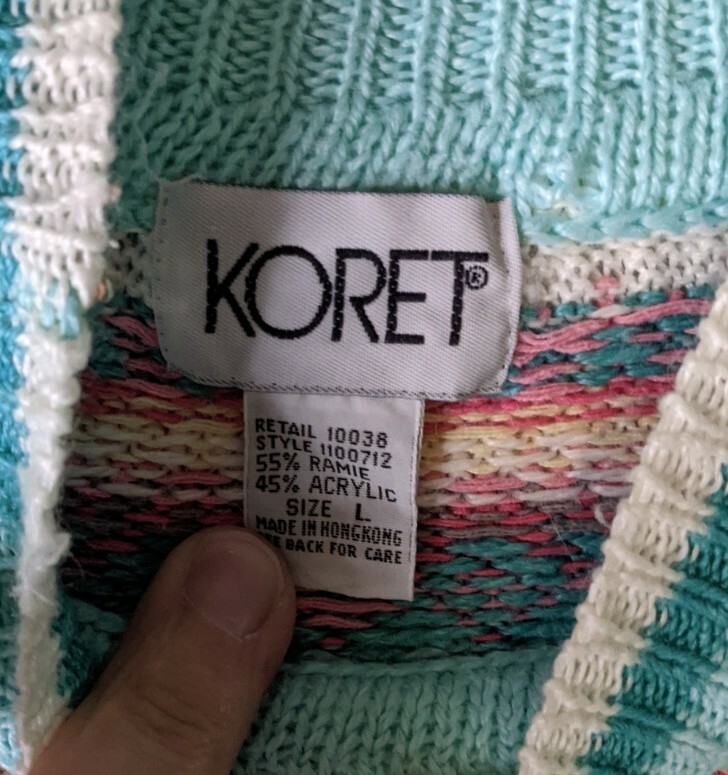 KORET®
RETAIL 10038
STYLE 1100712
55% RAMIE
45% ACRYLIC
SIZE L
MADE IN HONGKONG
BACK FOR CARE